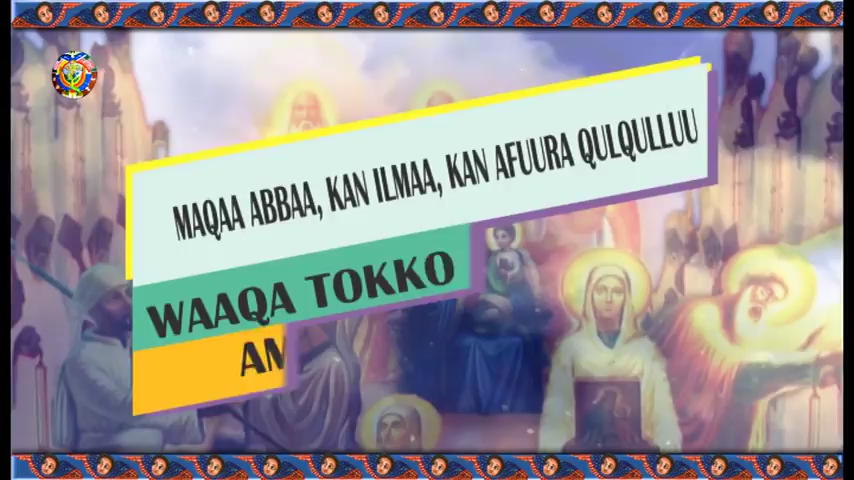 MAQAA ABBAA, KAN ILMAA, KAN AFUURA QULQULLUU
WAAQA TOKKO
AM